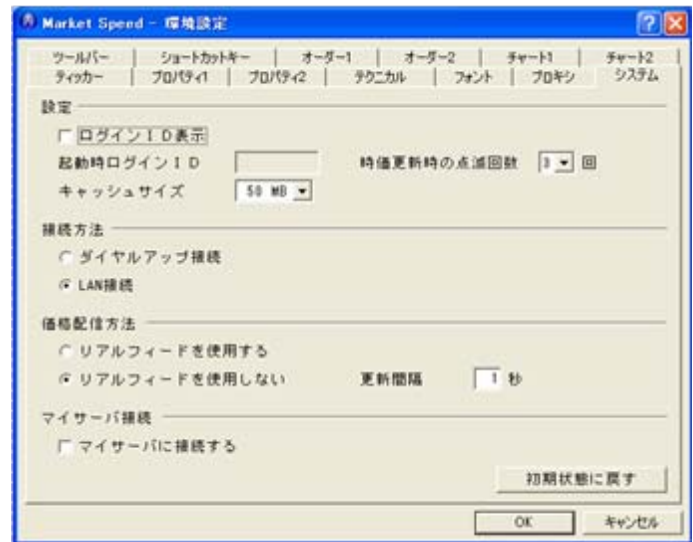 Market Speed - 環境設定
ツールバー ショートカットキー オーダー1 オーダー2 チャート1 チャート2
ティッカー プロパティ1 プロパティ2 テクニカル フォント プロキシ システム
設定
ログインID表示
起動時ログインID 時価更新時の点滅回数 3 回
キャッシュサイズ 50 MB
接続方法
ダイヤルアップ接続
LAN接続
価格配信方法
リアルフィードを使用する
リアルフィードを使用しない 更新間隔 1 秒
マイサーバ接続
マイサーバに接続する
初期状態に戻す
OK キャンセル